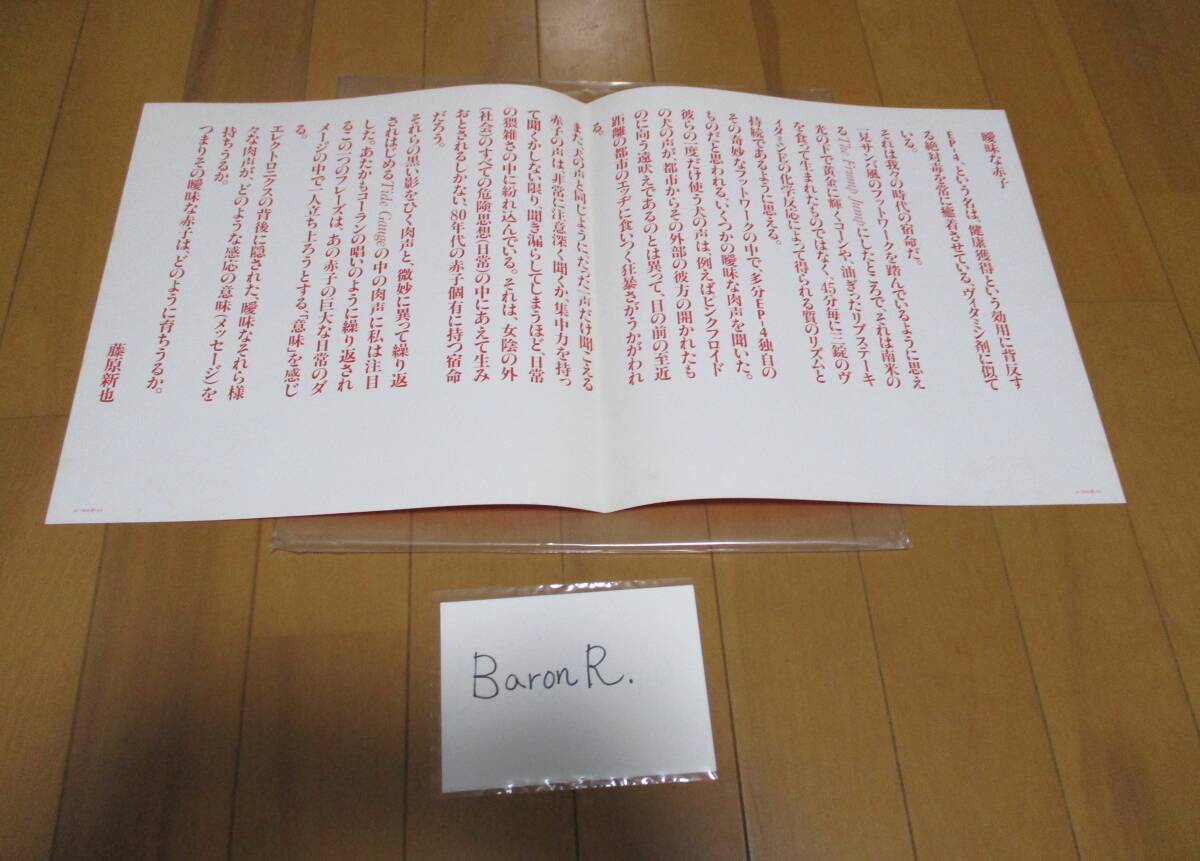 曖昧な赤子
EP-4、という名は、健康獲得という効用に背反す
る絶対毒を常に癒着させている。ヴィタミン剤に似て
いる。
それは我々の時代の宿命だ。
一見サンバ風のフットワークを踏んでいるように思え
る、The Frump Jumpにしたところで、それは南米の
光の下で黄金に輝くコーンや、油ぎったリブステーキ
を食って生まれたものではなく、45分毎に三錠のヴ
ィタミンEの化学反応によって得られる質のリズムと
持続であるように思える。
その奇妙なフットワークの中で、多分EP-4独自の
ものだと思われる、いくつかの曖昧な肉声を聞いた。
彼らの一度だけ使う犬の声は、例えばピンクフロイド
の犬の声が、都市からその外部の彼方の開かれたも
のに向う遠吠えであるのとは異って、目の前の至近
距離の都市のエッヂに食いつく狂暴さがうかがわれ
る。
また、犬の声と同じように、たった一声だけ聞こえる
赤子の声は、非常に注意深く聞くか、集中力を持っ
て聞くかしない限り、聞き漏らしてしまうほど、日常
の猥雑さの中に紛れ込んでいる。それは、女陰の外
(社会)のすべての危険思想(日常)の中にあえて生み
おとされるしかない、80年代の赤子個有に持つ宿命
だろう。
それらの黒い影をひく肉声と、微妙に異って繰り返
されはじめるTide Gaugeの中の肉声に私は注目
した。あたかもコーランの唱いのように繰り返され
るこの一つのフレーズは、あの赤子の巨大な日常のダ
メージの中で一人立ち上ろうとする、「意味」を感じ
る。
エレクトロニクスの背後に隠された、曖昧なそれら様
々な肉声が、どのような感応の意味(メッセージ)を
持ちうるか。
つまりその曖昧な赤子は、どのように育ちうるか。
藤原新也
Baron R.